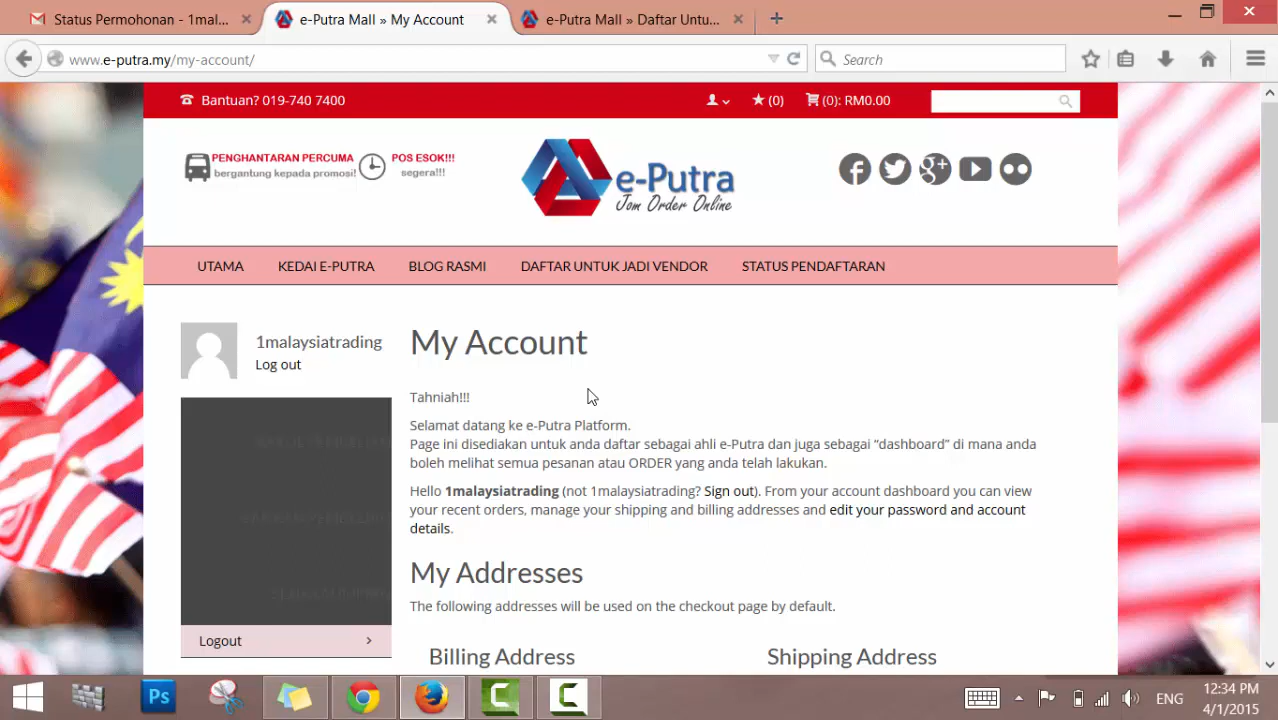 Status Permohonan - 1mal...
e-Putra Mall » My Account
e-Putra Mall » Daftar Untu...
www.e-putra.my/my-account/
Search
Bantuan? 019-740 7400
(0)
(0): RM0.00
PENGHANTARAN PERCUMA
bergantung kepada promosi!
POS ESOK!!!
segera!!!
e-Putra
Jom Order Online
UTAMA
KEDAI E-PUTRA
BLOG RASMI
DAFTAR UNTUK JADI VENDOR
STATUS PENDAFTARAN
1malaysiatrading
Log out
Logout
My Account
Tahniah!!!
Selamat datang ke e-Putra Platform.
Page ini disediakan untuk anda daftar sebagai ahli e-Putra dan juga sebagai “dashboard” di mana anda
boleh melihat semua pesanan atau ORDER yang anda telah lakukan.
Hello 1malaysiatrading (not 1malaysiatrading? Sign out). From your account dashboard you can view
your recent orders, manage your shipping and billing addresses and edit your password and account
details.
My Addresses
The following addresses will be used on the checkout page by default.
Billing Address
Shipping Address
Ps
ENG
12:34 PM
4/1/2015